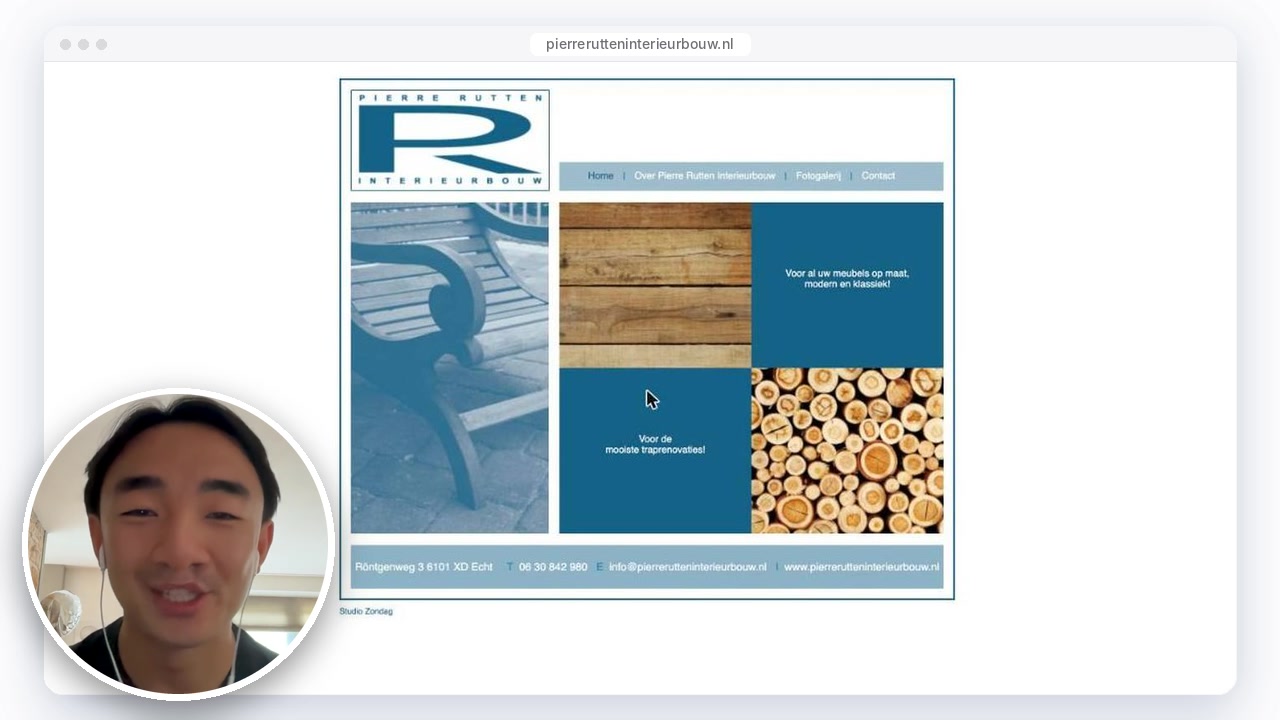 pierrerutteninterieurbouw.nl
PIERRE RUTTEN
R
INTERIEURBOUW
Home | Over Pierre Rutten Interieurbouw | Fotogalerij | Contact
Voor al uw meubels op maat,
modern en klassiek!
Voor de
mooiste traprenovaties!
Röntgenweg 3 6101 XD Echt T 06 30 842 980 E info@pierrerutteninterieurbouw.nl I www.pierrerutteninterieurbouw.nl
Studio Zondag